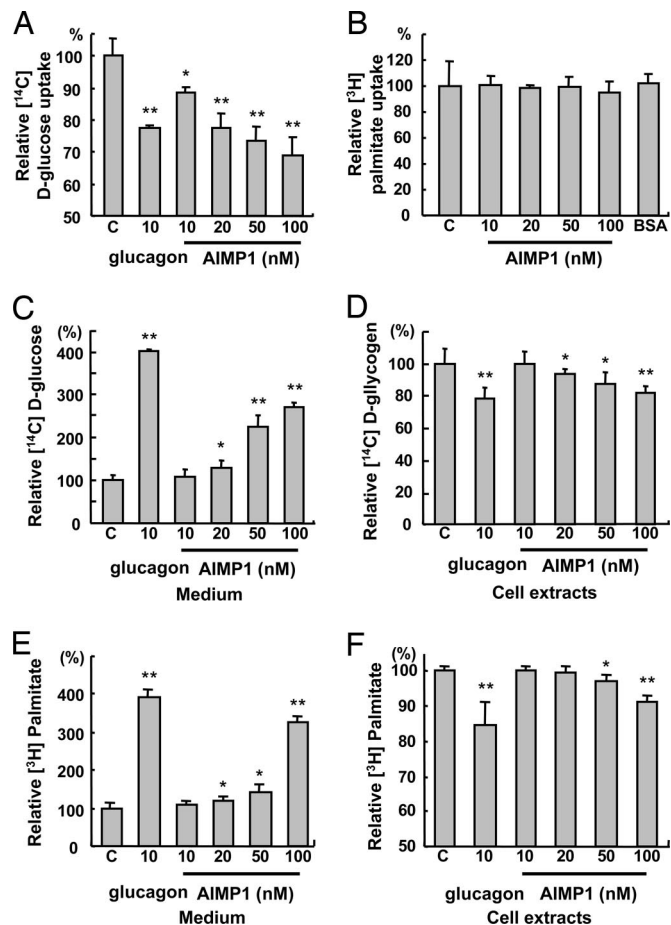 A
%
Relative [14C]
D-glucose uptake
100
90
80
70
60
50
**
*
**
**
**
C 10 10 20 50 100
glucagon AIMP1 (nM)
B
%
Relative [3H]
palmitate uptake
120
100
80
60
40
20
0
C 10 20 50 100 BSA
AIMP1 (nM)
C
(%)
Relative [14C] D-glucose
400
300
200
100
0
**
*
**
**
C 10 10 20 50 100
glucagon AIMP1 (nM)
Medium
D
(%)
Relative [14C] D-gllycogen
100
80
60
40
20
0
**
*
*
**
C 10 10 20 50 100
glucagon AIMP1 (nM)
Cell extracts
E
(%)
Relative [3H] Palmitate
400
300
200
100
0
**
*
*
**
C 10 10 20 50 100
glucagon AIMP1 (nM)
Medium
F
(%)
Relative [3H] Palmitate
100
90
80
70
60
50
**
*
**
C 10 10 20 50 100
glucagon AIMP1 (nM)
Cell extracts